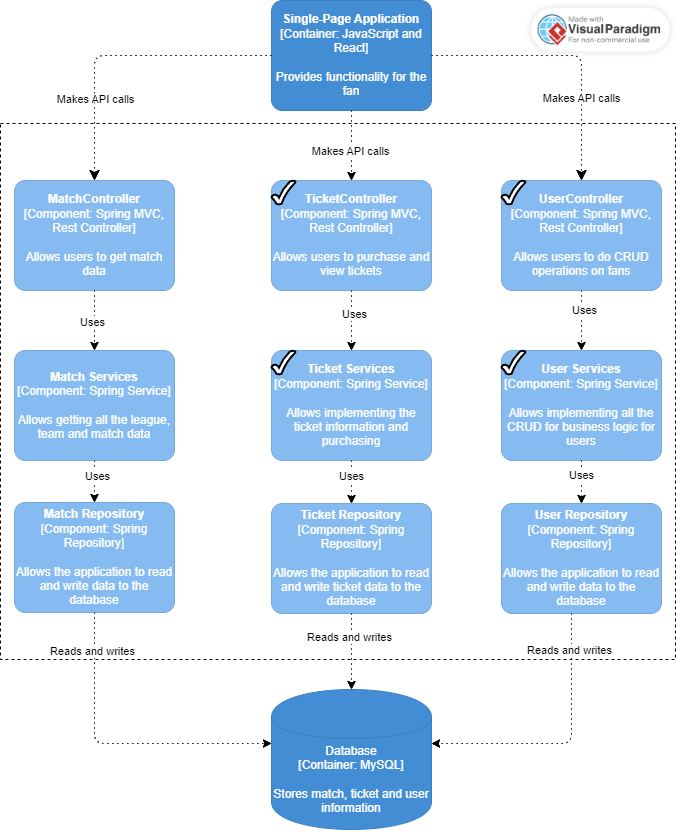 Single-Page Application
[Container: JavaScript and
React]
Provides functionality for the
fan
Made with
VisualParadigm
For non-commercial use
Makes API calls
Makes API calls
Makes API calls
MatchController
[Component: Spring MVC,
Rest Controller]
Allows users to get match
data
TicketController
[Component: Spring MVC,
Rest Controller]
Allows users to purchase and
view tickets
UserController
[Component: Spring MVC,
Rest Controller]
Allows users to do CRUD
operations on fans
Uses
Uses
Uses
Match Services
[Component: Spring Service]
Allows getting all the league,
team and match data
Ticket Services
[Component: Spring Service]
Allows implementing the
ticket information and
purchasing
User Services
[Component: Spring Service]
Allows implementing all the
CRUD for business logic for
users
Uses
Uses
Uses
Match Repository
[Component: Spring
Repository]
Allows the application to read
and write data to the
database
Ticket Repository
[Component: Spring
Repository]
Allows the application to read
and write ticket data to the
database
User Repository
[Component: Spring
Repository]
Allows the application to read
and write data to the
database
Reads and writes
Reads and writes
Reads and writes
Database
[Container: MySQL]
Stores match, ticket and user
information